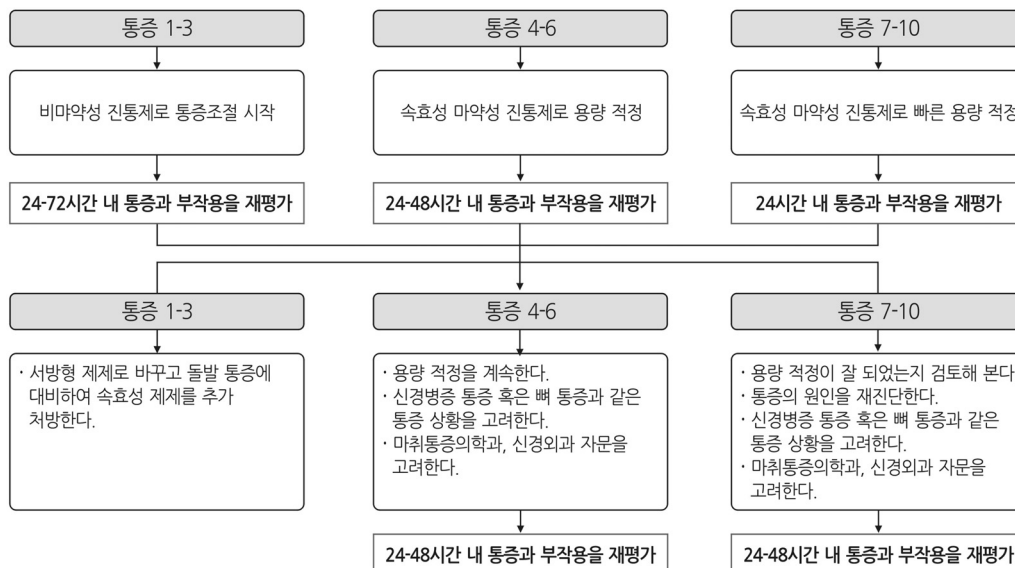 통증 1-3
통증 4-6
통증 7-10
비먀약성 진통제로 통증조절 시작
속효성 마약성 진통제로 용량 적정
속효성 마약성 진통제로 빠른 용량 적정
24-72시간 내 통증과 부작용을 재평가
24-48시간 내 통증과 부작용을 재평가
24시간 내 통증과 부작용을 재평가
통증 1-3
통증 4-6
통증 7-10
· 서방형 제제로 바꾸고 돌발 통증에
대비하여 속효성 제제를 추가
처방한다.
· 용량 적정을 계속한다.
· 신경병증 통증 혹은 뼈 통증과 같은
통증 상황을 고려한다.
· 마취통증의학과, 신경외과 자문을
고려한다.
· 용량 적정이 잘 되었는지 검토해 본다
· 통증의 원인을 재진단한다.
· 신경병증 통증 혹은 뼈 통증과 같은
통증 상황을 고려한다.
· 마취통증의학과, 신경외과 자문을
고려한다.
24-48시간 내 통증과 부작용을 재평가
24-48시간 내 통증과 부작용을 재평가